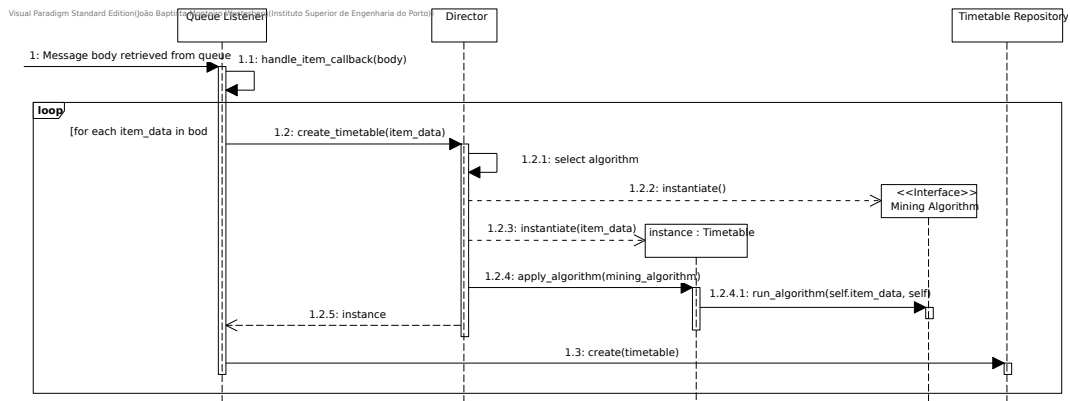 Visual Paradigm Standard Edition(João Baptista Monteiro Westerberg(Instituto Superior de Engenharia do Porto))
Queue Listener
Director
Timetable Repository
1: Message body retrieved from queue
1.1: handle_item_callback(body)
loop
[for each item_data in bod
1.2: create_timetable(item_data)
1.2.1: select algorithm
1.2.2: instantiate()
<<Interface>>
Mining Algorithm
1.2.3: instantiate(item_data)
instance : Timetable
1.2.4: apply_algorithm(mining_algorithm)
1.2.4.1: run_algorithm(self.item_data, self)
1.2.5: instance
1.3: create(timetable)